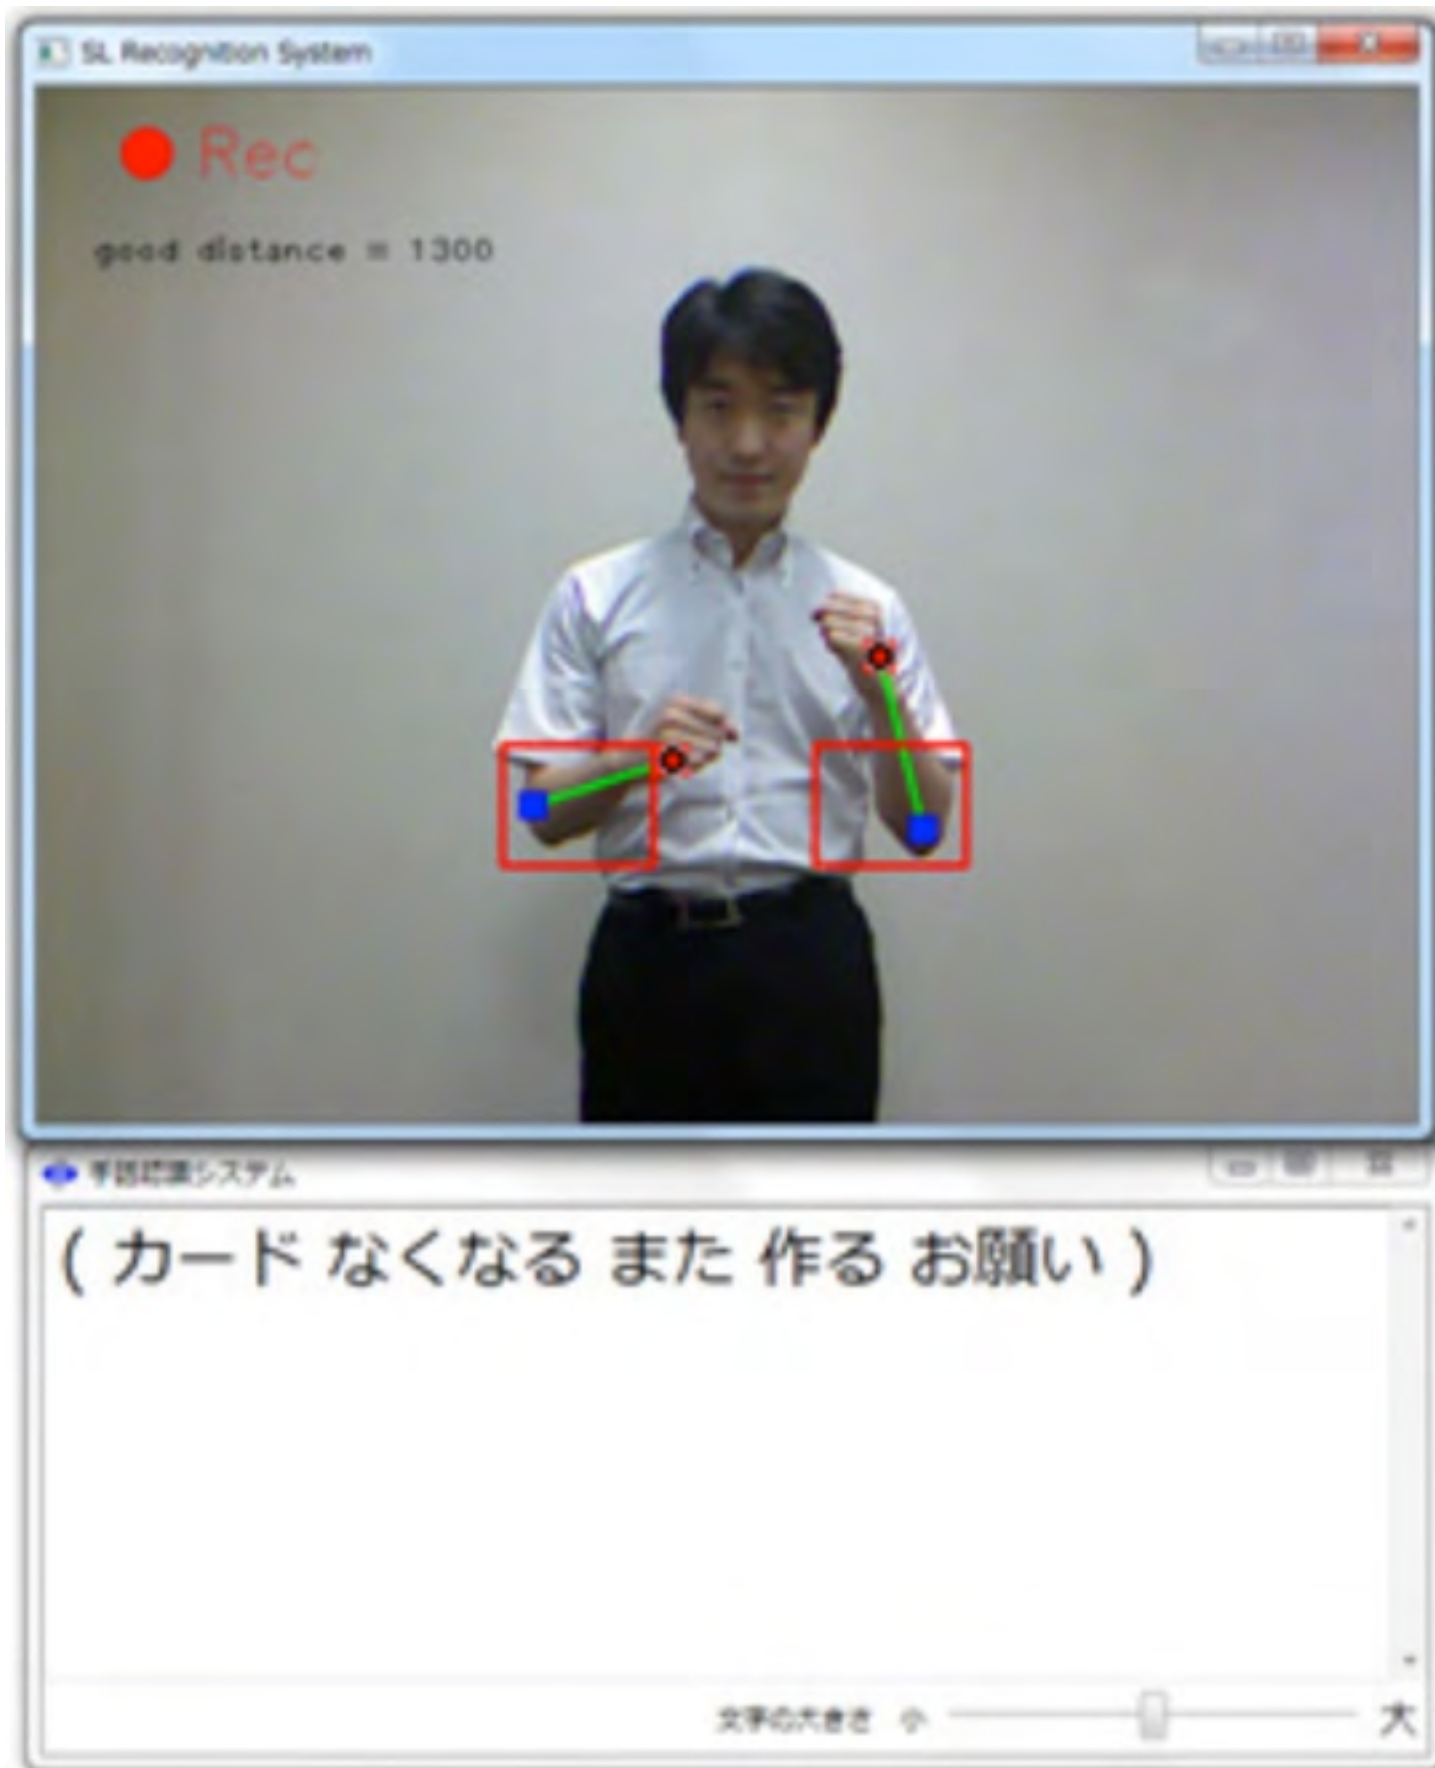 SL Recognition System
Rec
good distance = 1300
手話認識システム
( カード なくなる また 作る お願い )
文字の大きさ 小 大